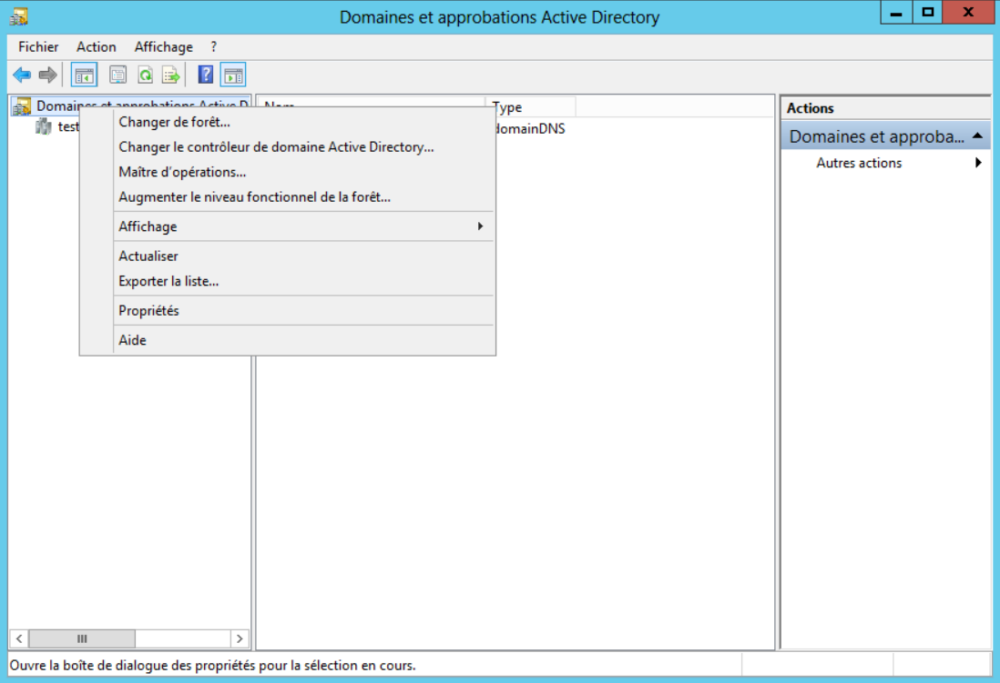 Domaines et approbations Active Directory
Fichier Action Affichage ?
Domaines et approbations Active D
test
Type
domainDNS
Changer de forêt...
Changer le contrôleur de domaine Active Directory...
Maître d'opérations...
Augmenter le niveau fonctionnel de la forêt...
Affichage
Actualiser
Exporter la liste...
Propriétés
Aide
Actions
Domaines et approba...
Autres actions
Ouvre la boîte de dialogue des propriétés pour la sélection en cours.